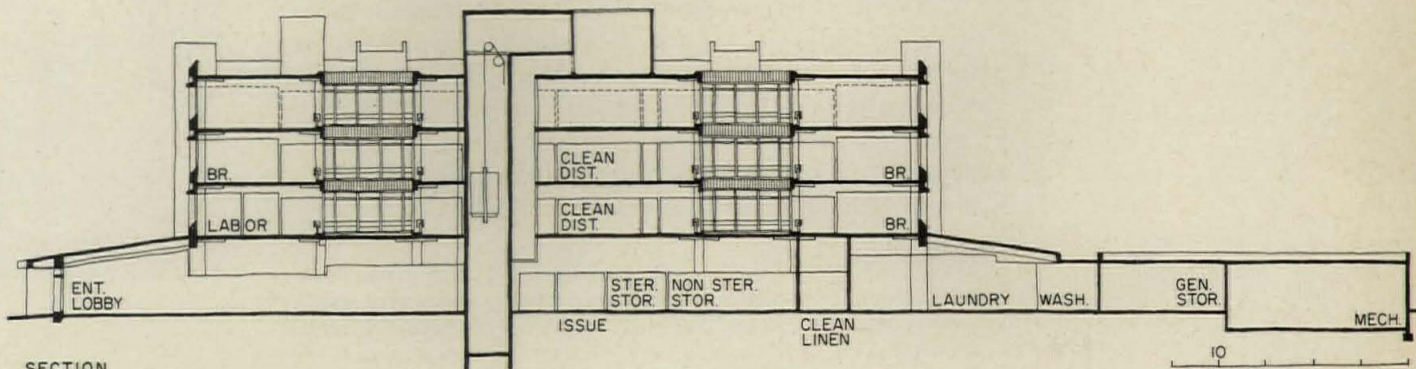 CLEAN
DIST.
BR.
BR.
LABOR
CLEAN
DIST.
BR.
ENT.
LOBBY
STER.
STOR.
NON STER.
STOR.
LAUNDRY
WASH.
GEN.
STOR.
MECH.
ISSUE
CLEAN
LINEN
SECTION
10